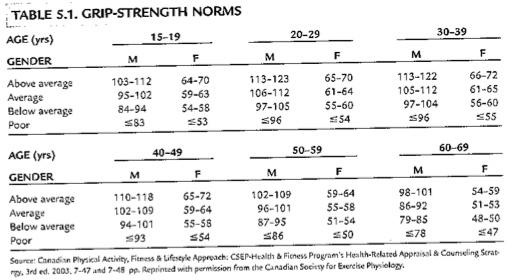 TABLE 5.1. GRIP-STRENGTH NORMS
AGE (yrs) 15–19 20–29 30–39
GENDER M F M F M F
Above average 103-112 64-70 113-123 65-70 113-122 66-72
Average 95-102 59-63 106-112 61-64 105-112 61-65
Below average 84-94 54-58 97-105 55-60 97-104 56-60
Poor ≤83 ≤53 ≤96 ≤54 ≤96 ≤55
AGE (yrs) 40–49 50–59 60–69
GENDER M F M F M F
Above average 110-118 65-72 102-109 59-64 98-101 54-59
Average 102-109 59-64 96-101 55-58 86-92 51-53
Below average 94-101 55-58 87-95 51-54 79-85 48-50
Poor ≤93 ≤54 ≤86 ≤50 ≤78 ≤47
Source: Canadian Physical Activity, Fitness & Lifestyle Approach: CSEP-Health & Fitness Program's Health-Related Appraisal & Counseling Strat-
egy, 3rd ed. 2003, 7-47 and 7-48 pp. Reprinted with permission from the Canadian Society for Exercise Physiology.